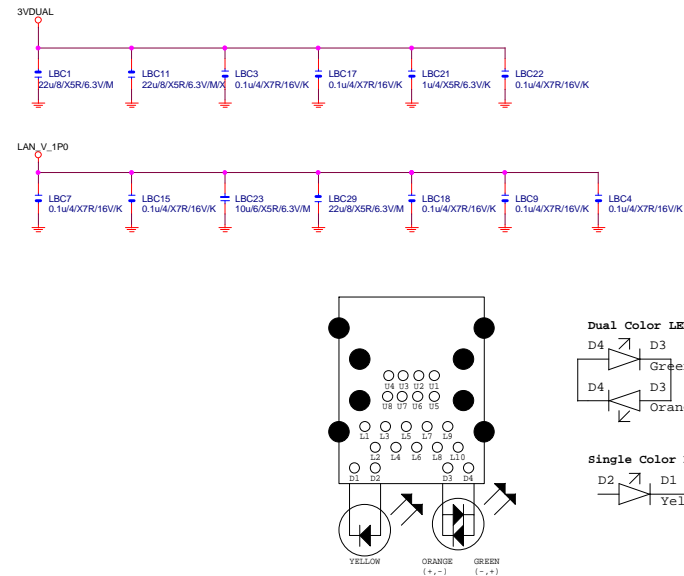 3VDUAL
LBC1
22u/8/X5R/6.3V/M
LBC11
22u/8/X5R/6.3V/M/X
LBC3
0.1u/4/X7R/16V/K
LBC17
0.1u/4/X7R/16V/K
LBC21
1u/4/X5R/6.3V/K
LBC22
0.1u/4/X7R/16V/K
LAN_V_1P0
LBC7
0.1u/4/X7R/16V/K
LBC15
0.1u/4/X7R/16V/K
LBC23
10u/6/X5R/6.3V/M
LBC29
22u/8/X5R/6.3V/M
LBC18
0.1u/4/X7R/16V/K
LBC9
0.1u/4/X7R/16V/K
LBC4
0.1u/4/X7R/16V/K
U4 U3 U2 U1
U8 U7 U6 U5
L1 L3 L5 L7 L9
L2 L4 L6 L8 L10
D1 D2 D3 D4
YELLOW
ORANGE
(+,-)
GREEN
(-,+)
Dual Color LE
D4 D3
Gree
D4 D3
Oran
Single Color
D2 D1
Yel